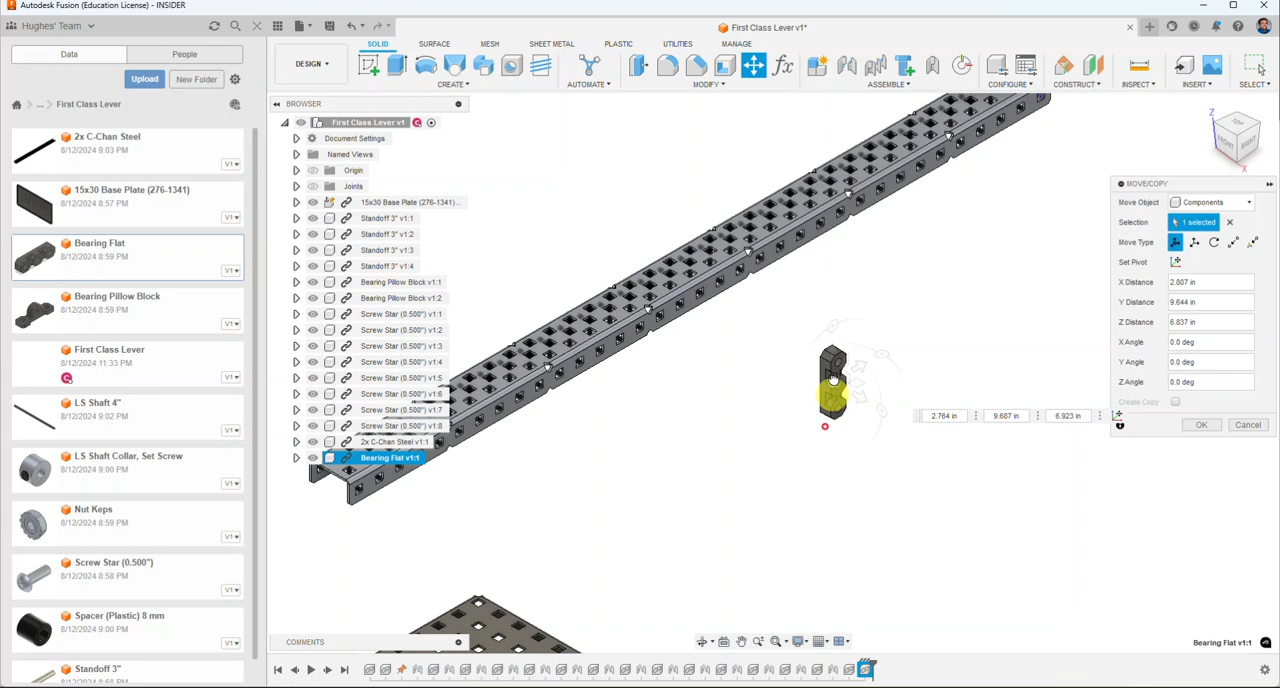 Autodesk Fusion (Education License) - INSIDER
Hughes' Team
First Class Lever v1*
Data
People
Upload
New Folder
... First Class Lever
2x C-Chan Steel
8/12/2024 9:03 PM
V1
15x30 Base Plate (276-1341)
8/12/2024 8:57 PM
V1
Bearing Flat
8/12/2024 8:59 PM
V1
Bearing Pillow Block
8/12/2024 8:59 PM
V1
First Class Lever
8/12/2024 11:33 PM
V1
LS Shaft 4"
8/12/2024 9:02 PM
V1
LS Shaft Collar, Set Screw
8/12/2024 9:00 PM
V1
Nut Keps
8/12/2024 8:59 PM
V1
Screw Star (0.500")
8/12/2024 8:58 PM
V1
Spacer (Plastic) 8 mm
8/12/2024 9:00 PM
V1
Standoff 3"
DESIGN
SOLID
SURFACE
MESH
SHEET METAL
PLASTIC
UTILITIES
MANAGE
CREATE
AUTOMATE
MODIFY
ASSEMBLE
CONFIGURE
CONSTRUCT
INSPECT
INSERT
SELECT
BROWSER
First Class Lever v1
Document Settings
Named Views
Origin
Joints
15x30 Base Plate (276-1341)...
Standoff 3" v1:1
Standoff 3" v1:2
Standoff 3" v1:3
Standoff 3" v1:4
Bearing Pillow Block v1:1
Bearing Pillow Block v1:2
Screw Star (0.500") v1:1
Screw Star (0.500") v1:2
Screw Star (0.500") v1:3
Screw Star (0.500") v1:4
Screw Star (0.500") v1:5
Screw Star (0.500") v1:6
Screw Star (0.500") v1:7
Screw Star (0.500") v1:8
2x C-Chan Steel v1:1
Bearing Flat v1:1
2.764 in
9.687 in
6.923 in
Z
TOP
FRONT
RIGHT
X
MOVE/COPY
Move Object
Components
Selection
1 selected
Move Type
Set Pivot
X Distance
2.807 in
Y Distance
9.644 in
Z Distance
6.837 in
X Angle
0.0 deg
Y Angle
0.0 deg
Z Angle
0.0 deg
Create Copy
OK
Cancel
COMMENTS
Bearing Flat v1:1